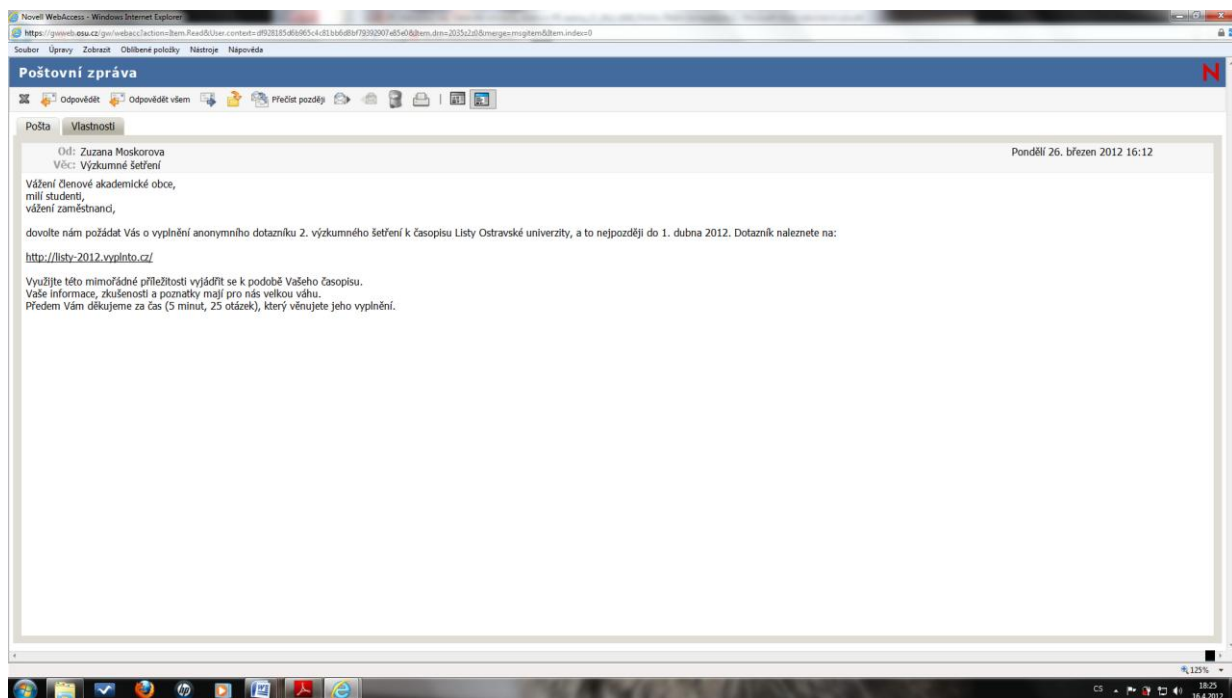 Novell WebAccess - Windows Internet Explorer
Soubor Úpravy Zobrazit Oblíbené položky Nástroje Nápověda
Poštovní zpráva
N
Odpovědět Odpovědět všem Přečíst později
Pošta Vlastnosti
Od: Zuzana Moskorova Pondělí 26. březen 2012 16:12
Věc: Výzkumné šetření
Vážení členové akademické obce,
milí studenti,
vážení zaměstnanci,
dovolte nám požádat Vás o vyplnění anonymního dotazníku 2. výzkumného šetření k časopisu Listy Ostravské univerzity, a to nejpozději do 1. dubna 2012. Dotazník naleznete na:
http://listy-2012.vyplnto.cz/
Využijte této mimořádné příležitosti vyjádřit se k podobě Vašeho časopisu.
Vaše informace, zkušenosti a poznatky mají pro nás velkou váhu.
Předem Vám děkujeme za čas (5 minut, 25 otázek), který věnujete jeho vyplnění.
125%
CS 18:25